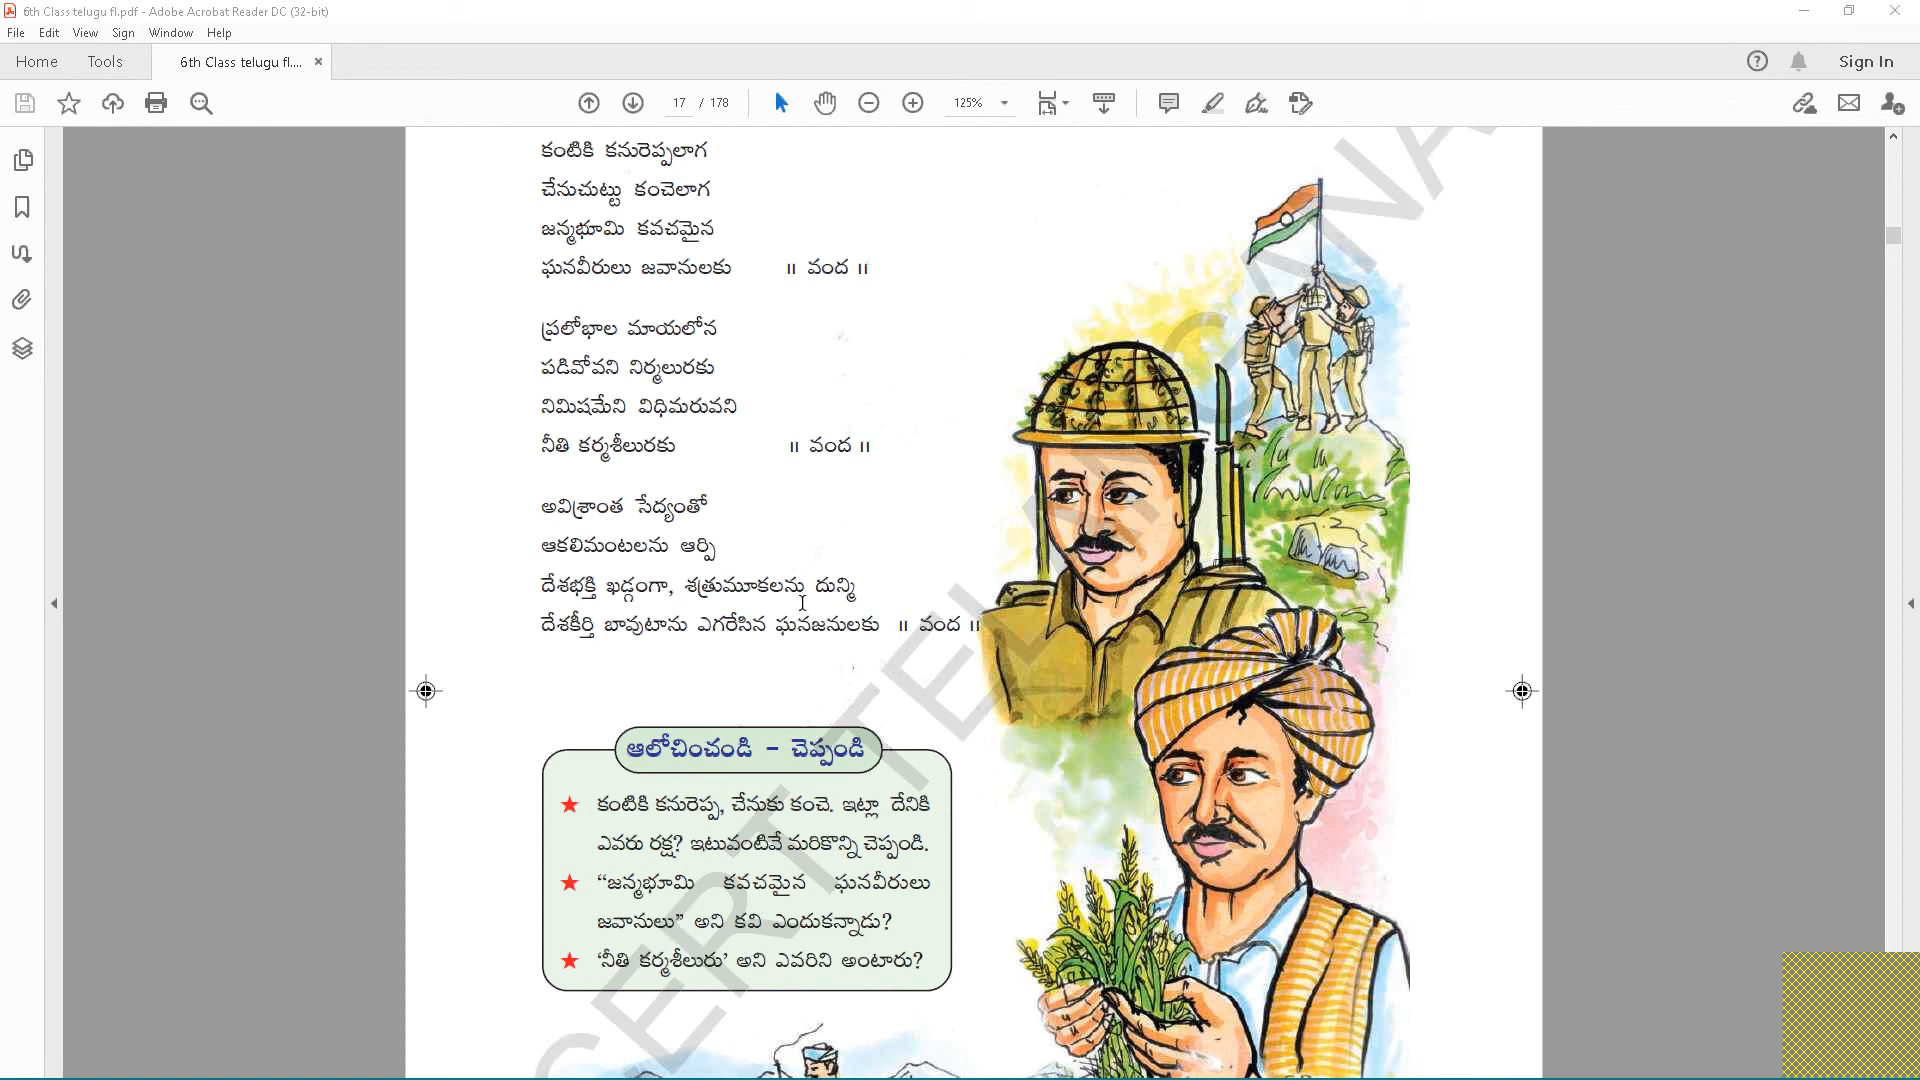 6th Class telugu fl.pdf - Adobe Acrobat Reader DC (32-bit)
File Edit View Sign Window Help
Home Tools 6th Class telugu fl.... × Sign In
17 / 178 125%
కంటికి కనురెప్పలాగ
చేనుచుట్టు కంచెలాగ
జన్మభూమి కవచమైన
ఘనవీరులు జవానులకు ॥ వంద ॥
ప్రలోభాల మాయలోన
పడిపోవని నిర్మలురకు
నిమిషమేని విధిమరువని
నీతి కర్మశీలురకు ॥ వంద ॥
అవిశ్రాంత సేద్యంతో
ఆకలిమంటలను ఆర్పి
దేశభక్తి ఖడ్గంగా, శత్రుమూకలను దున్మి
దేశకీర్తి బావుటాను ఎగరేసిన ఘనజనులకు ॥ వంద ॥
ఆలోచించండి - చెప్పండి
★ కంటికి కనురెప్ప, చేనుకు కంచె. ఇట్లా దేనికి
ఎవరు రక్ష? ఇటువంటివే మరికొన్ని చెప్పండి.
★ “జన్మభూమి కవచమైన ఘనవీరులు
జవానులు” అని కవి ఎందుకన్నాడు?
★ ‘నీతి కర్మశీలురు’ అని ఎవరిని అంటారు?
CERT TELANGANA